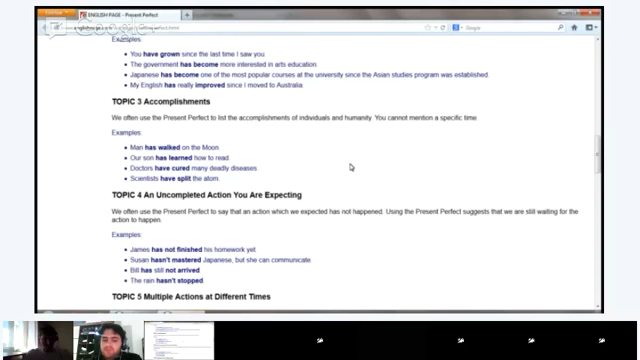 ENGLISH PAGE - Present Perfect
Google
Examples:
You have grown since the last time I saw you.
The government has become more interested in arts education.
Japanese has become one of the most popular courses at the university since the Asian studies program was established.
My English has really improved since I moved to Australia
TOPIC 3 Accomplishments
We often use the Present Perfect to list the accomplishments of individuals and humanity. You cannot mention a specific time.
Examples:
Man has walked on the Moon.
Our son has learned how to read.
Doctors have cured many deadly diseases
Scientists have split the atom.
TOPIC 4 An Uncompleted Action You Are Expecting
We often use the Present Perfect to say that an action which we expected has not happened. Using the Present Perfect suggests that we are still waiting for the
action to happen.
Examples:
James has not finished his homework yet
Susan hasn't mastered Japanese, but she can communicate.
Bill has still not arrived
The rain hasn't stopped
TOPIC 5 Multiple Actions at Different Times